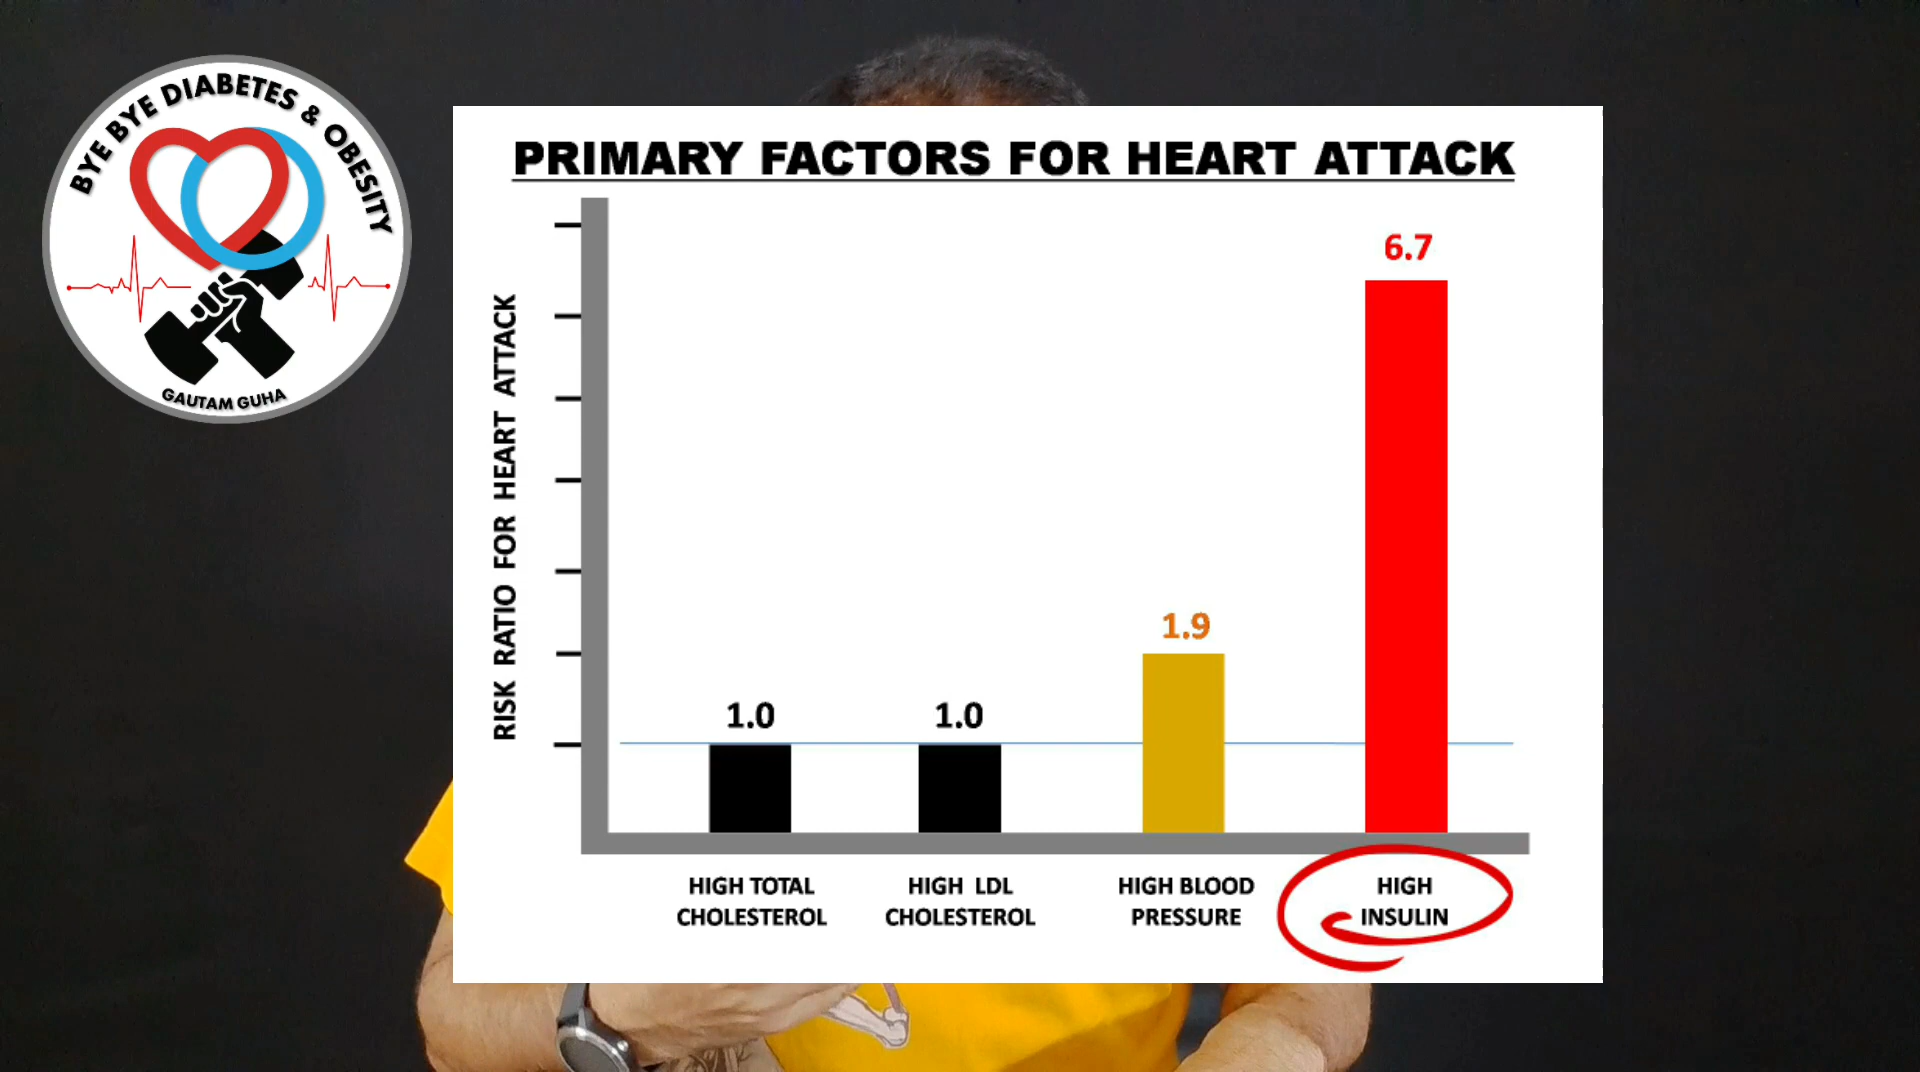 BYE BYE DIABETES & OBESITY
GAUTAM GUHA
PRIMARY FACTORS FOR HEART ATTACK
RISK RATIO FOR HEART ATTACK
6.7
1.9
1.0
1.0
HIGH TOTAL
CHOLESTEROL
HIGH LDL
CHOLESTEROL
HIGH BLOOD
PRESSURE
HIGH
INSULIN